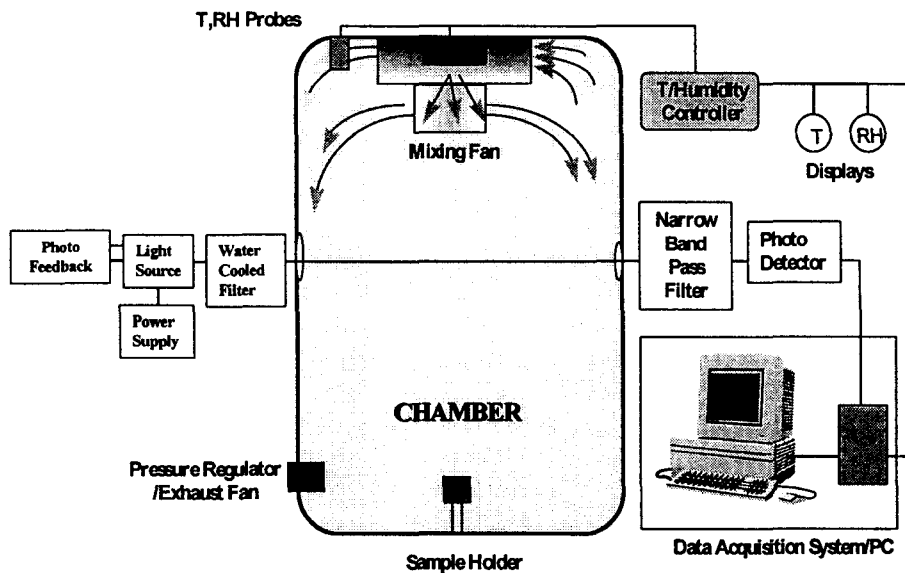 T,RH Probes
T/Humidity
Controller
T
RH
Displays
Mixing Fan
Photo
Feedback
Light
Source
Water
Cooled
Filter
Power
Supply
Narrow
Band
Pass
Filter
Photo
Detector
CHAMBER
Pressure Regulator
/Exhaust Fan
Sample Holder
Data Acquisition System/PC